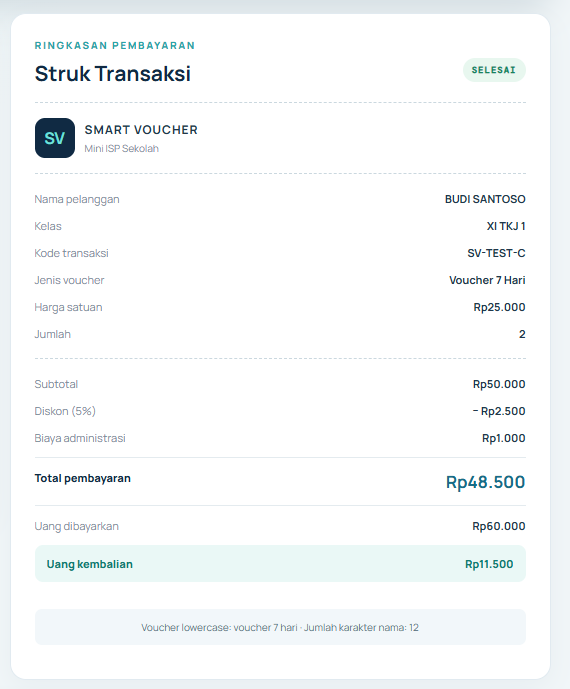 RINGKASAN PEMBAYARAN
Struk Transaksi
SELESAI
SV
SMART VOUCHER
Mini ISP Sekolah
Nama pelanggan BUDI SANTOSO
Kelas XI TKJ 1
Kode transaksi SV-TEST-C
Jenis voucher Voucher 7 Hari
Harga satuan Rp25.000
Jumlah 2
Subtotal Rp50.000
Diskon (5%) − Rp2.500
Biaya administrasi Rp1.000
Total pembayaran Rp48.500
Uang dibayarkan Rp60.000
Uang kembalian Rp11.500
Voucher lowercase: voucher 7 hari · Jumlah karakter nama: 12